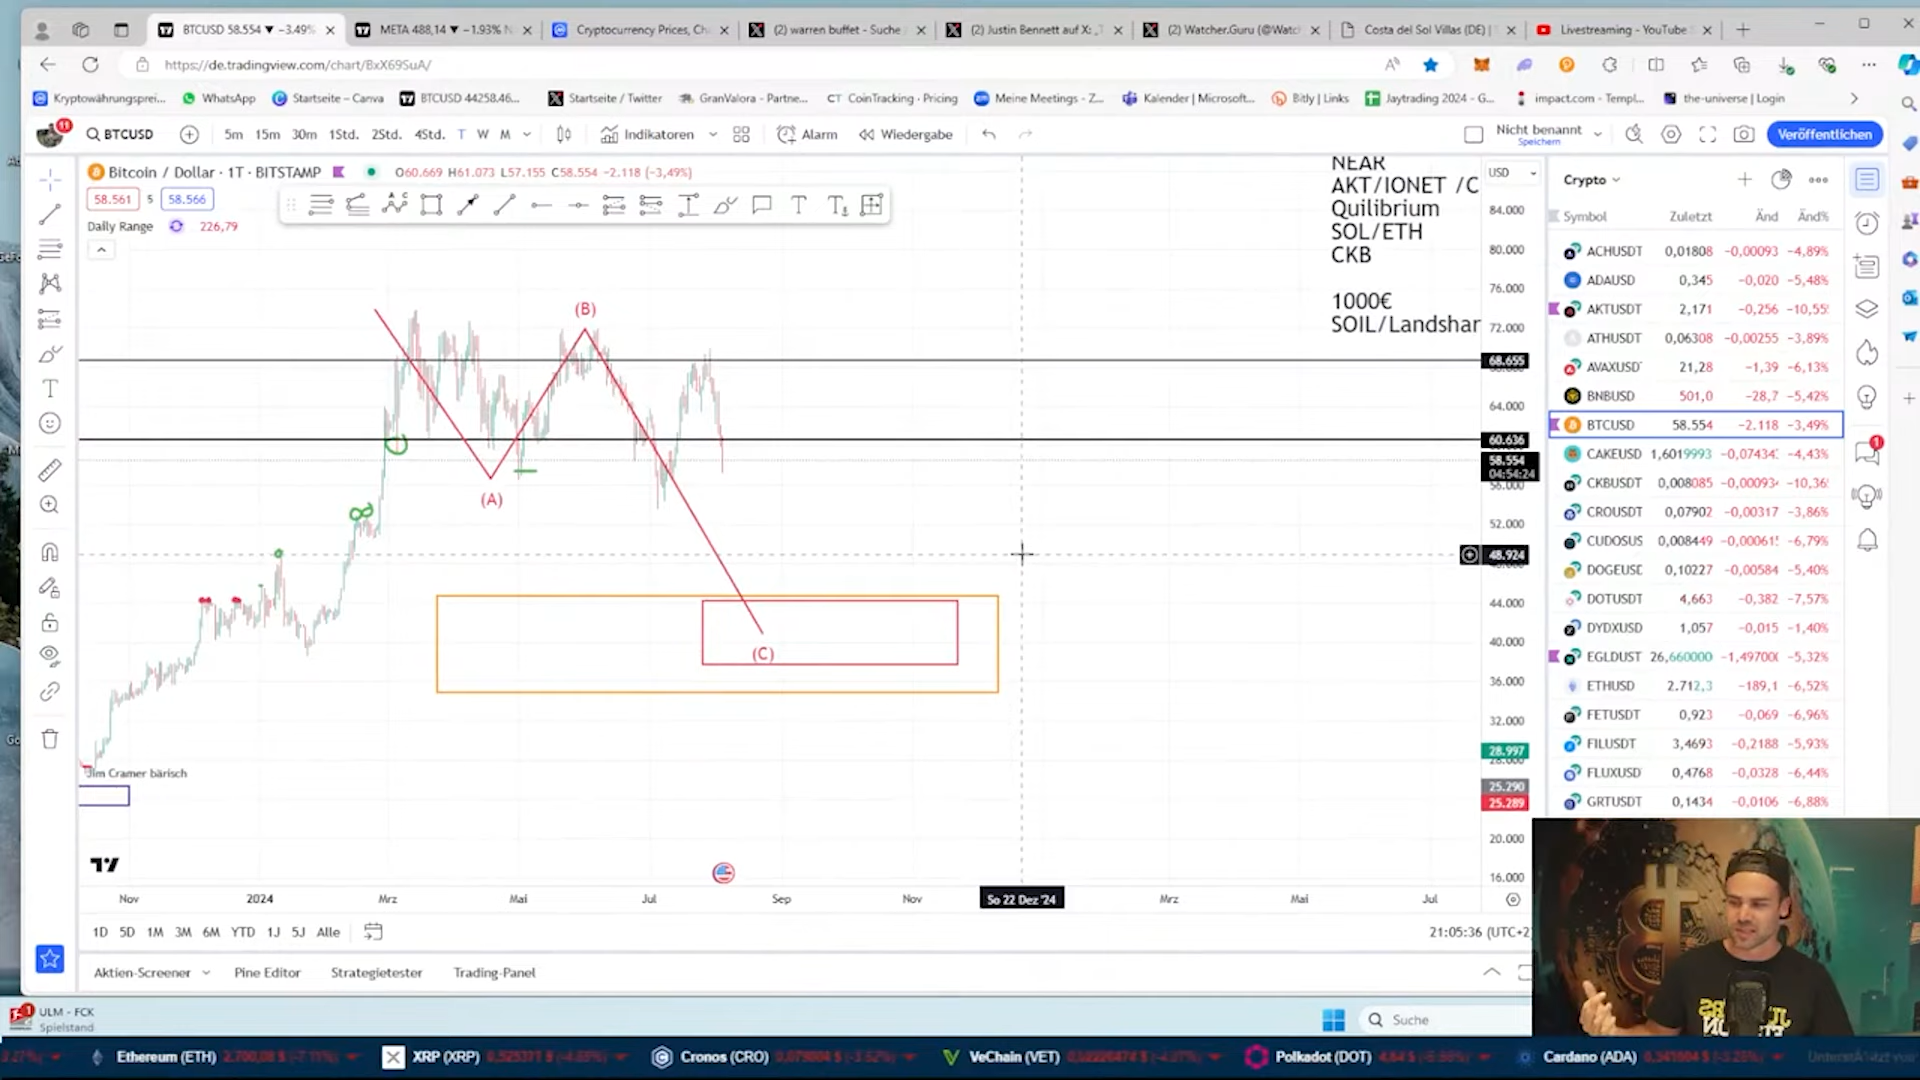 BTCUSD 58.554 ▼ −3.49%
META 488,14 ▼ −1.93% N
Cryptocurrency Prices, Ch
(2) warren buffet - Suche
(2) Justin Bennett auf X: „T
(2) Watcher.Guru (@Watc
Costa del Sol Villas (DE) |
Livestreaming - YouTube
https://de.tradingview.com/chart/BxX69SuA/
Kryptowährungsprei...
WhatsApp
Startseite – Canva
BTCUSD 44258.46...
Startseite / Twitter
GranValora - Partne...
CoinTracking · Pricing
Meine Meetings - Z...
Kalender | Microsoft...
Bitly | Links
Jaytrading 2024 - G...
impact.com - Templ...
the-universe | Login
11
BTCUSD
5m 15m 30m 1Std. 2Std. 4Std. T W M
Indikatoren
Alarm
Wiedergabe
Nicht benannt
Speichern
Veröffentlichen
Bitcoin / Dollar · 1T · BITSTAMP
O60.669 H61.073 L57.155 C58.554 −2.118 (−3,49%)
58.561 5 58.566
Daily Range 226,79
NEAR
AKT/IONET /C
Quilibrium
SOL/ETH
CKB
1000€
SOIL/Landshar
(B)
(A)
(C)
Jim Cramer bärisch
USD
84.000
80.000
76.000
72.000
68.655
64.000
60.636
58.554
04:54:24
56.000
52.000
48.924
44.000
40.000
36.000
32.000
28.997
28.000
25.290
25.289
20.000
16.000
Nov 2024 Mrz Mai Jul Sep Nov So 22 Dez '24 Mrz Mai Jul
1D 5D 1M 3M 6M YTD 1J 5J Alle
21:05:36 (UTC+2
Aktien-Screener
Pine Editor
Strategietester
Trading-Panel
Crypto
Symbol Zuletzt Änd Änd%
ACHUSDT 0,01808 −0,00093 −4,89%
ADAUSD 0,345 −0,020 −5,48%
AKTUSDT 2,171 −0,256 −10,55
ATHUSDT 0,06308 −0,00255 −3,89%
AVAXUSD 21,28 −1,39 −6,13%
BNBUSD 501,0 −28,7 −5,42%
BTCUSD 58.554 −2.118 −3,49%
CAKEUSD 1,6019993 −0,07434 −4,43%
CKBUSDT 0,008085 −0,00093 −10,36
CROUSDT 0,07902 −0,00317 −3,86%
CUDOSUS 0,008449 −0,00061 −6,79%
DOGEUSD 0,10227 −0,00584 −5,40%
DOTUSDT 4,663 −0,382 −7,57%
DYDXUSD 1,057 −0,015 −1,40%
EGLDUST 26,660000 −1,49700 −5,32%
ETHUSD 2.712,3 −189,1 −6,52%
FETUSDT 0,923 −0,069 −6,96%
FILUSDT 3,4693 −0,2188 −5,93%
FLUXUSD 0,4768 −0,0328 −6,44%
GRTUSDT 0,1434 −0,0106 −6,88%
1
1
ULM - FCK
Spielstand
Suche
Ethereum (ETH) 2,700,08 $ (-7.11%)
XRP (XRP)
Cronos (CRO)
VeChain (VET)
Polkadot (DOT)
Cardano (ADA)